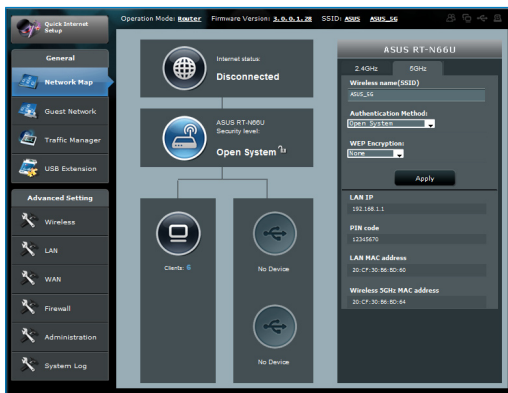 Quick Internet
Setup
Operation Mode: Router Firmware Version: 3.0.0.1.28 SSID: ASUS ASUS_5G
General
Network Map
Guest Network
Traffic Manager
USB Extension
Advanced Setting
Wireless
LAN
WAN
Firewall
Administration
System Log
Internet status:
Disconnected
ASUS RT-N66U
Security level:
Open System
Clients: 0
No Device
No Device
ASUS RT-N66U
2.4GHz 5GHz
Wireless name(SSID)
ASUS_5G
Authentication Method:
Open System
WEP Encryption:
None
Apply
LAN IP
192.168.1.1
PIN code
12345670
LAN MAC address
20:CF:30:86:8D:60
Wireless 5GHz MAC address
20:CF:30:86:8D:64